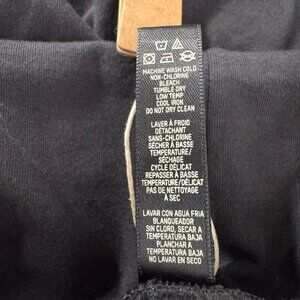 MACHINE WASH COLD
NON-CHLORINE
BLEACH
TUMBLE DRY
LOW TEMP
COOL IRON
DO NOT DRY CLEAN
LAVER À FROID
DÉTACHANT
SANS-CHLORINE
SÉCHER À BASSE
TEMPERATURE/
SÉCHAGE
CYCLE DÉLICAT
REPASSER À BASSE
TEMPERATURE/DÉLICAT
PAS DE NETTOYAGE
À SEC
LAVAR CON AGUA FRIA
BLANQUEADOR
SIN CLORO, SECAR A
TEMPERATURA BAJA
PLANCHAR A
TEMPERATURA BAJA
NO LAVAR EN SECO